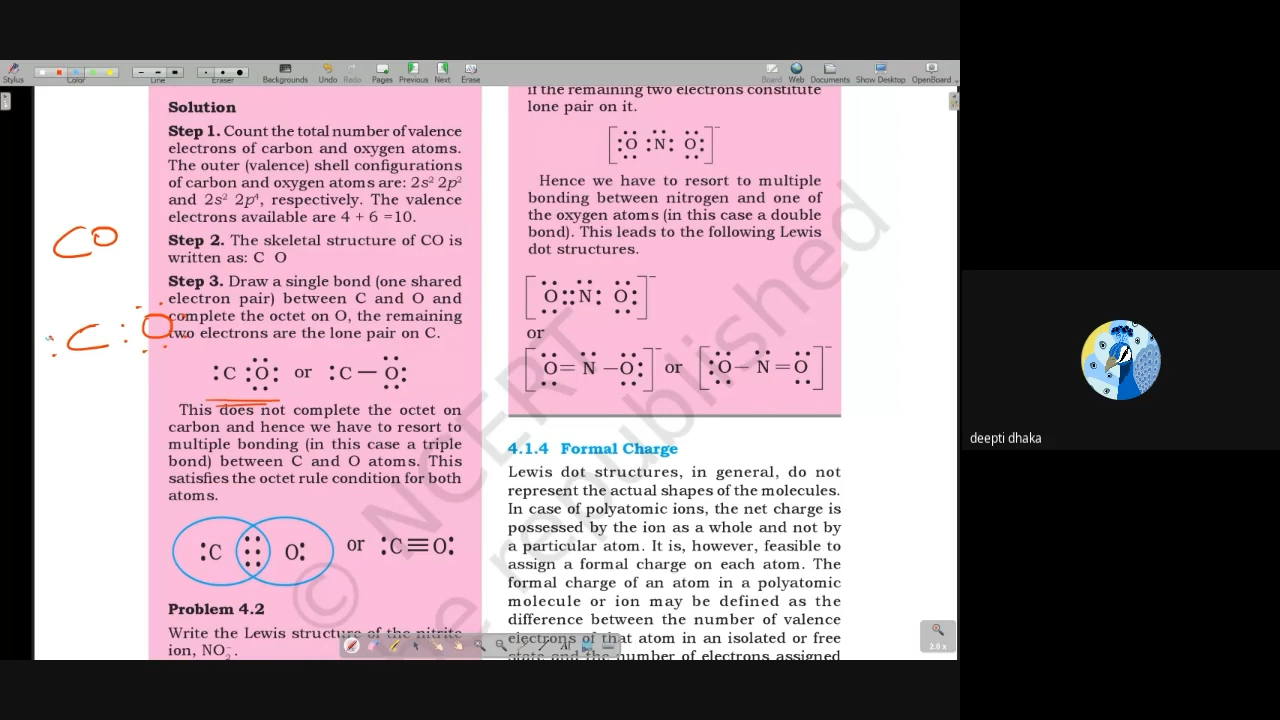 Stylus
Color
Line
Eraser
Backgrounds
Undo
Redo
Pages
Previous
Next
Erase
Board
Web
Documents
Show Desktop
OpenBoard
Solution
Step 1. Count the total number of valence
electrons of carbon and oxygen atoms.
The outer (valence) shell configurations
of carbon and oxygen atoms are: 2s² 2p²
and 2s² 2p⁴, respectively. The valence
electrons available are 4 + 6 =10.
Step 2. The skeletal structure of CO is
written as: C O
Step 3. Draw a single bond (one shared
electron pair) between C and O and
complete the octet on O, the remaining
two electrons are the lone pair on C.
:C :O: or :C — O:
This does not complete the octet on
carbon and hence we have to resort to
multiple bonding (in this case a triple
bond) between C and O atoms. This
satisfies the octet rule condition for both
atoms.
:C ⋮⋮ O: or :C≡O:
Problem 4.2
Write the Lewis structure of the nitrite
ion, NO₂⁻.
CO
:C:O:
if the remaining two electrons constitute
lone pair on it.
[:O :N: O:]⁻
Hence we have to resort to multiple
bonding between nitrogen and one of
the oxygen atoms (in this case a double
bond). This leads to the following Lewis
dot structures.
[O::N: O:]⁻
or
[O= N —O:]⁻ or [:O— N =O]⁻
4.1.4 Formal Charge
Lewis dot structures, in general, do not
represent the actual shapes of the molecules.
In case of polyatomic ions, the net charge is
possessed by the ion as a whole and not by
a particular atom. It is, however, feasible to
assign a formal charge on each atom. The
formal charge of an atom in a polyatomic
molecule or ion may be defined as the
difference between the number of valence
electrons of that atom in an isolated or free
state and the number of electrons assigned
© NCERT
be republished
2.0 x
deepti dhaka